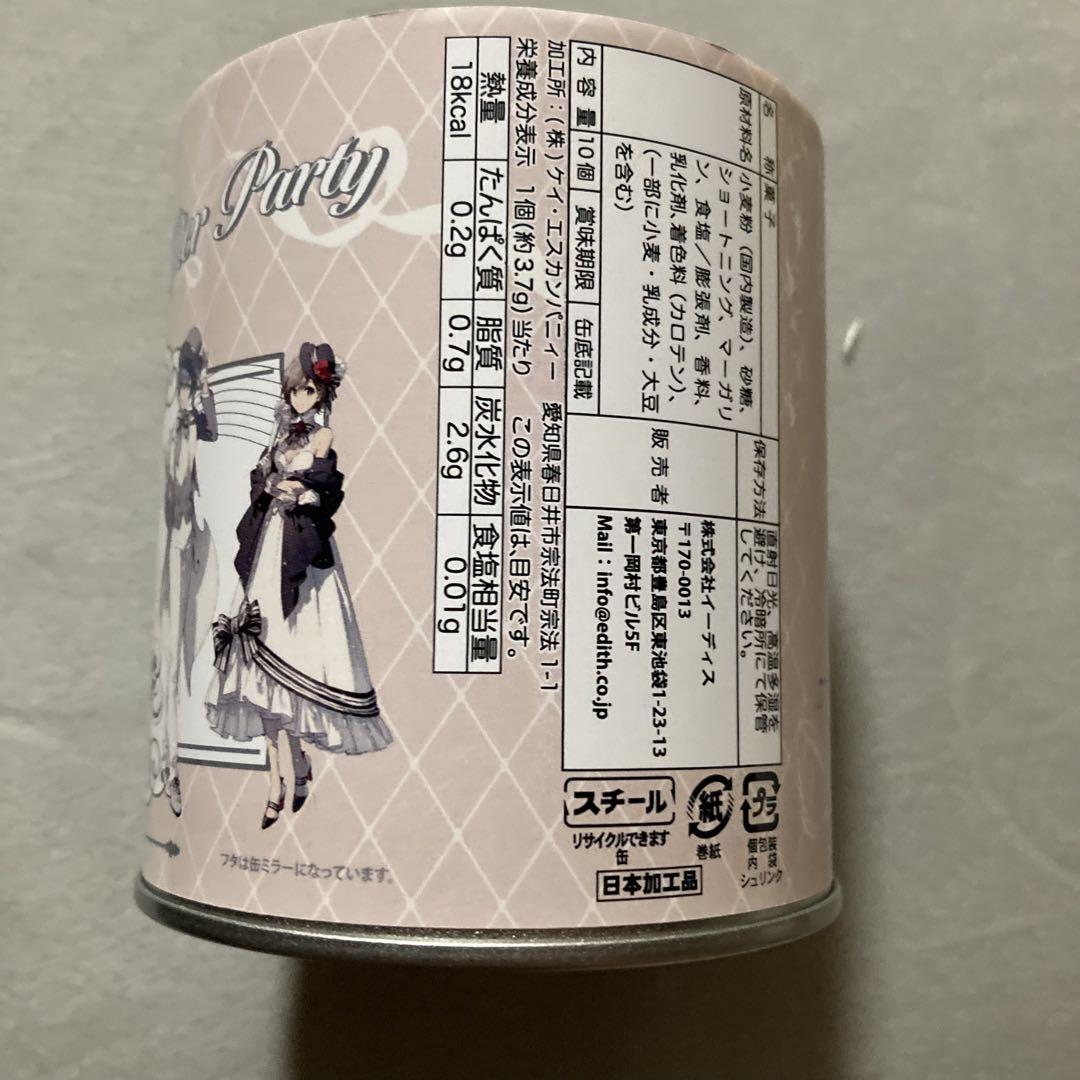 Party
名称 菓子
原材料名 小麦粉（国内製造）、砂糖、
ショートニング、マーガリ
ン、食塩／膨張剤、香料、
乳化剤、着色料（カロテン）、
（一部に小麦・乳成分・大豆
を含む）
内容量 10個 賞味期限 缶底記載
保存方法 直射日光、高温多湿を
避け、冷暗所にて保管
してください。
販売者 株式会社イーディス
〒170-0013
東京都豊島区東池袋1-23-13
第一岡村ビル5F
Mail：info@edith.co.jp
加工所：（株）ケイ・エスカンパニィー 愛知県春日井市宗法町宗法1-1
栄養成分表示 1個(約3.7g)当たり この表示値は、目安です。
熱量 たんぱく質 脂質 炭水化物 食塩相当量
18kcal 0.2g 0.7g 2.6g 0.01g
プラ
個包装
内袋
シュリンク
紙
巻紙
スチール
リサイクルできます
缶
日本加工品
フタは缶ミラーになっています。